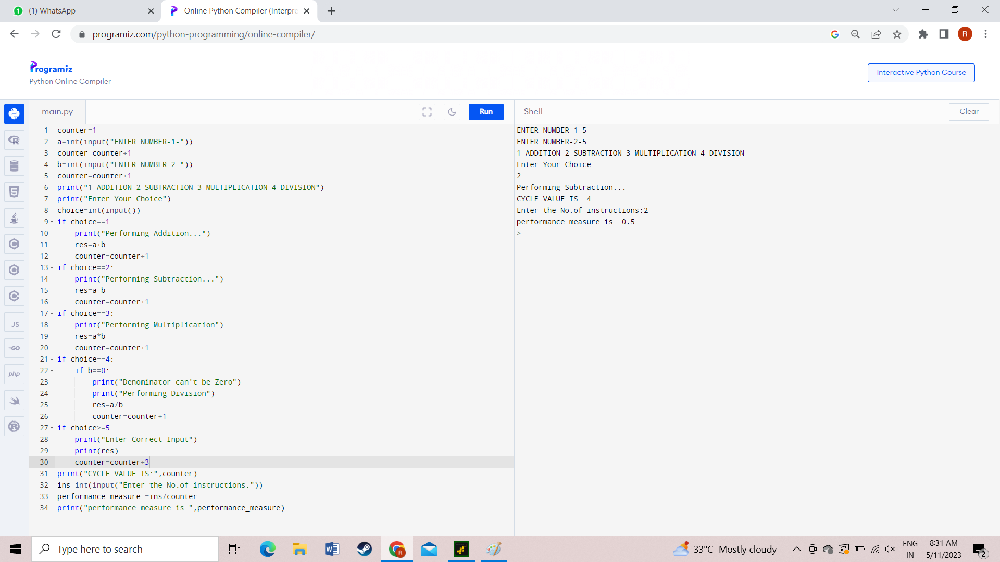 (1) WhatsApp
Online Python Compiler (Interpre
programiz.com/python-programming/online-compiler/
R
Programiz
Python Online Compiler
Interactive Python Course
main.py
Run
Shell
Clear
1 counter=1
2 a=int(input("ENTER NUMBER-1-"))
3 counter=counter+1
4 b=int(input("ENTER NUMBER-2-"))
5 counter=counter+1
6 print("1-ADDITION 2-SUBTRACTION 3-MULTIPLICATION 4-DIVISION")
7 print("Enter Your Choice")
8 choice=int(input())
9 if choice==1:
10     print("Performing Addition...")
11     res=a+b
12     counter=counter+1
13 if choice==2:
14     print("Performing Subtraction...")
15     res=a-b
16     counter=counter+1
17 if choice==3:
18     print("Performing Multiplication")
19     res=a*b
20     counter=counter+1
21 if choice==4:
22     if b==0:
23         print("Denominator can't be Zero")
24         print("Performing Division")
25         res=a/b
26         counter=counter+1
27 if choice>=5:
28     print("Enter Correct Input")
29     print(res)
30     counter=counter+3
31 print("CYCLE VALUE IS:",counter)
32 ins=int(input("Enter the No.of instructions:"))
33 performance_measure =ins/counter
34 print("performance measure is:",performance_measure)
ENTER NUMBER-1-5
ENTER NUMBER-2-5
1-ADDITION 2-SUBTRACTION 3-MULTIPLICATION 4-DIVISION
Enter Your Choice
2
Performing Subtraction...
CYCLE VALUE IS: 4
Enter the No.of instructions:2
performance measure is: 0.5
>
JS
GO
php
Type here to search
33°C Mostly cloudy
ENG
IN
8:31 AM
5/11/2023
2